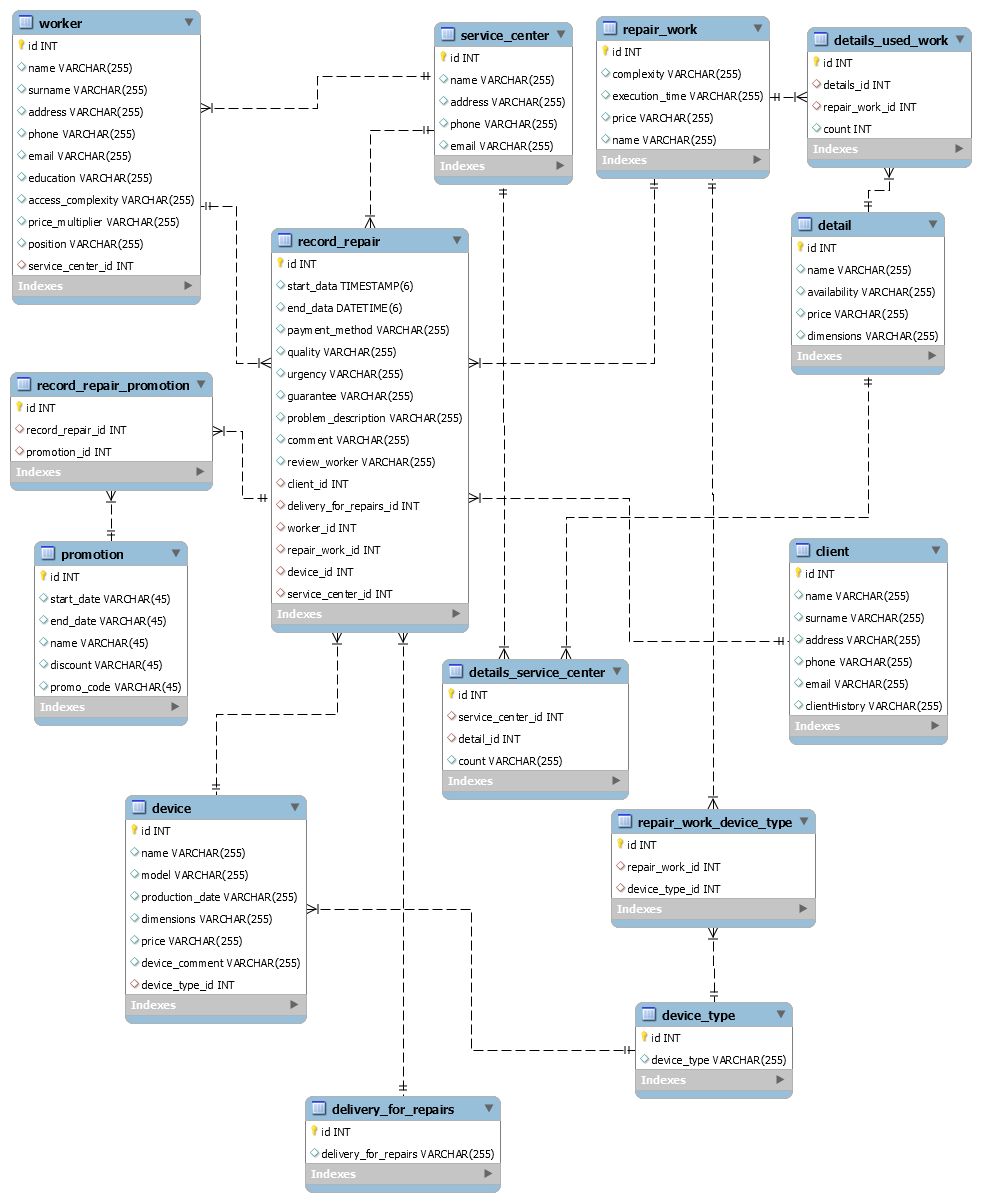 worker
id INT
name VARCHAR(255)
surname VARCHAR(255)
address VARCHAR(255)
phone VARCHAR(255)
email VARCHAR(255)
education VARCHAR(255)
access_complexity VARCHAR(255)
price_multiplier VARCHAR(255)
position VARCHAR(255)
service_center_id INT
Indexes
service_center
id INT
name VARCHAR(255)
address VARCHAR(255)
phone VARCHAR(255)
email VARCHAR(255)
Indexes
repair_work
id INT
complexity VARCHAR(255)
execution_time VARCHAR(255)
price VARCHAR(255)
name VARCHAR(255)
Indexes
details_used_work
id INT
details_id INT
repair_work_id INT
count INT
Indexes
detail
id INT
name VARCHAR(255)
availability VARCHAR(255)
price VARCHAR(255)
dimensions VARCHAR(255)
Indexes
record_repair
id INT
start_data TIMESTAMP(6)
end_data DATETIME(6)
payment_method VARCHAR(255)
quality VARCHAR(255)
urgency VARCHAR(255)
guarantee VARCHAR(255)
problem_description VARCHAR(255)
comment VARCHAR(255)
review_worker VARCHAR(255)
client_id INT
delivery_for_repairs_id INT
worker_id INT
repair_work_id INT
device_id INT
service_center_id INT
Indexes
record_repair_promotion
id INT
record_repair_id INT
promotion_id INT
Indexes
promotion
id INT
start_date VARCHAR(45)
end_date VARCHAR(45)
name VARCHAR(45)
discount VARCHAR(45)
promo_code VARCHAR(45)
Indexes
client
id INT
name VARCHAR(255)
surname VARCHAR(255)
address VARCHAR(255)
phone VARCHAR(255)
email VARCHAR(255)
clientHistory VARCHAR(255)
Indexes
details_service_center
id INT
service_center_id INT
detail_id INT
count VARCHAR(255)
Indexes
device
id INT
name VARCHAR(255)
model VARCHAR(255)
production_date VARCHAR(255)
dimensions VARCHAR(255)
price VARCHAR(255)
device_comment VARCHAR(255)
device_type_id INT
Indexes
repair_work_device_type
id INT
repair_work_id INT
device_type_id INT
Indexes
device_type
id INT
device_type VARCHAR(255)
Indexes
delivery_for_repairs
id INT
delivery_for_repairs VARCHAR(255)
Indexes